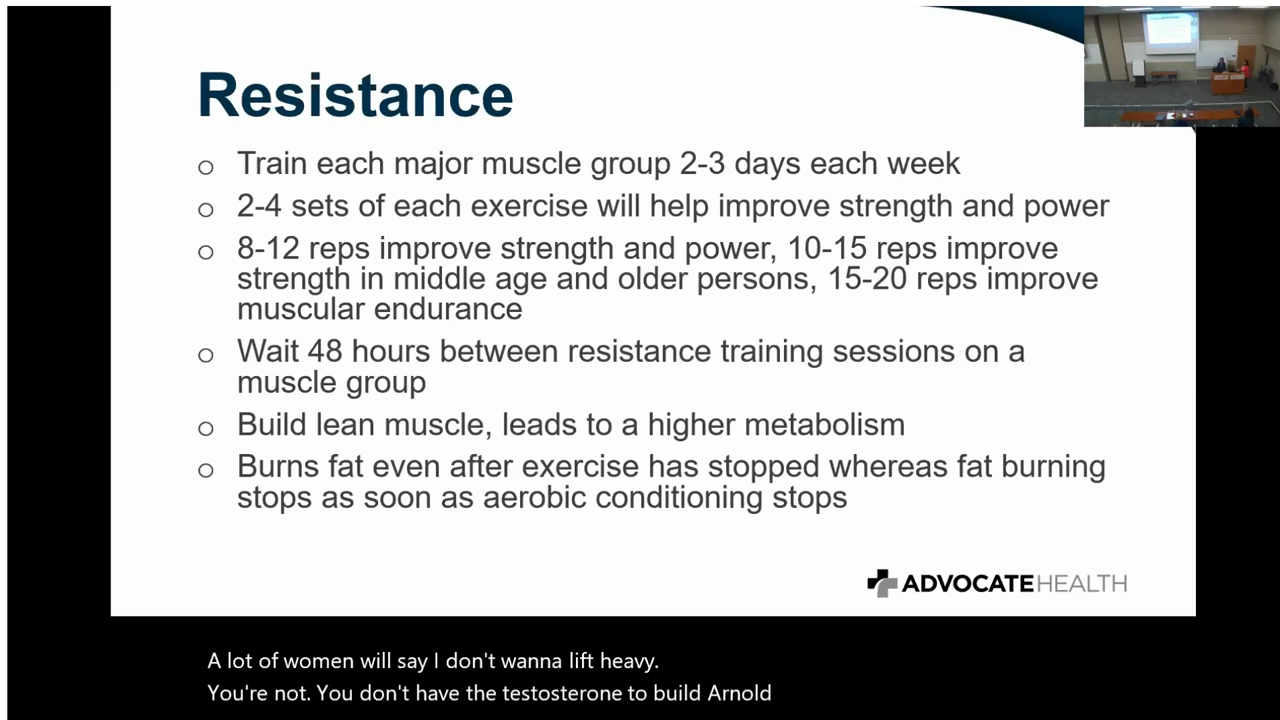 Resistance
o Train each major muscle group 2-3 days each week
o 2-4 sets of each exercise will help improve strength and power
o 8-12 reps improve strength and power, 10-15 reps improve
strength in middle age and older persons, 15-20 reps improve
muscular endurance
o Wait 48 hours between resistance training sessions on a
muscle group
o Build lean muscle, leads to a higher metabolism
o Burns fat even after exercise has stopped whereas fat burning
stops as soon as aerobic conditioning stops
ADVOCATEHEALTH
A lot of women will say I don't wanna lift heavy.
You're not. You don't have the testosterone to build Arnold